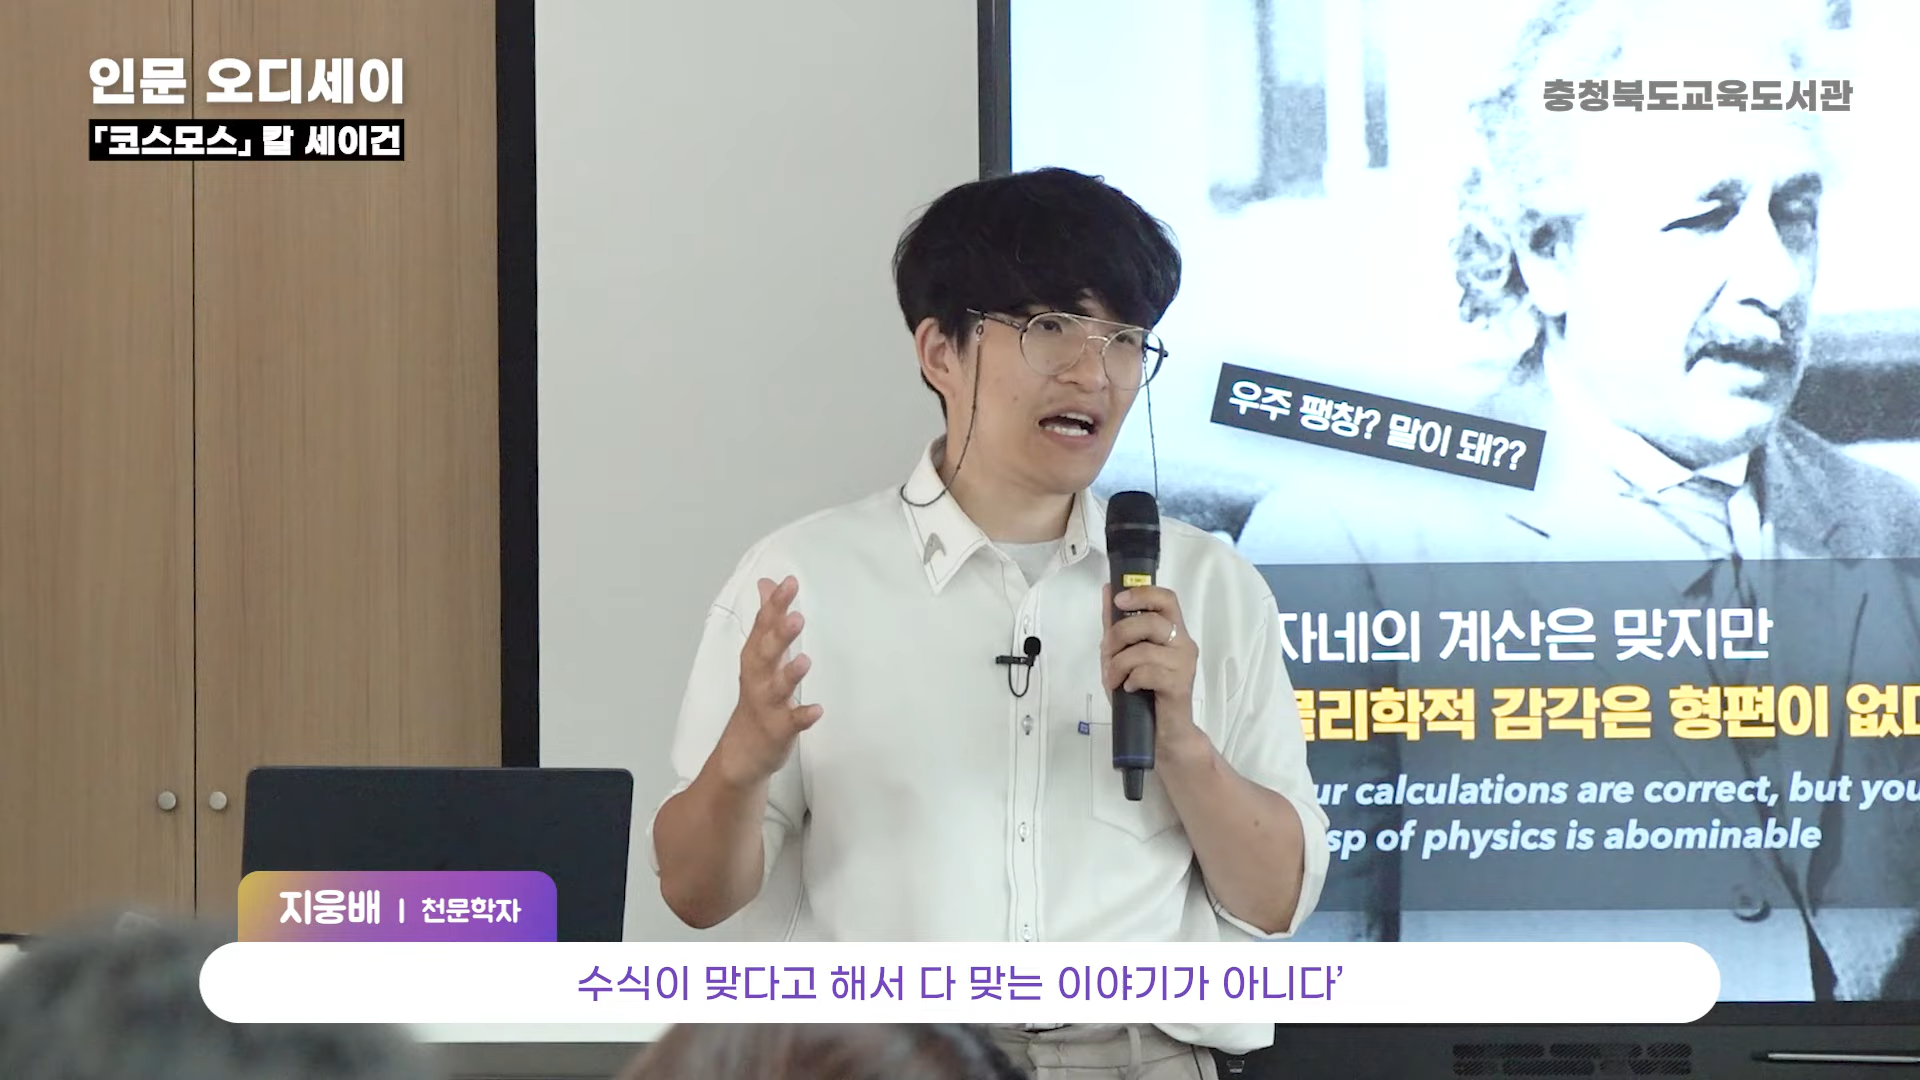 인문 오디세이
「코스모스」 칼 세이건
충청북도교육도서관
우주 팽창? 말이 돼??
자네의 계산은 맞지만
물리학적 감각은 형편이
calculations are correct, but
of physics is abominable
지웅배 | 천문학자
수식이 맞다고 해서 다 맞는 이야기가 아니다’